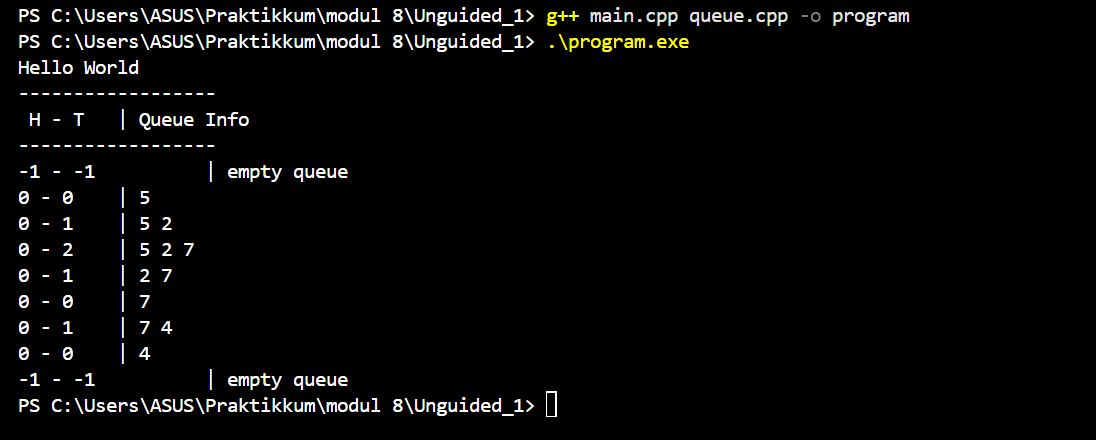 PS C:\Users\ASUS\Praktikkum\modul 8\Unguided_1> g++ main.cpp queue.cpp -o program
PS C:\Users\ASUS\Praktikkum\modul 8\Unguided_1> .\program.exe
Hello World
------------------
 H - T   | Queue Info
------------------
-1 - -1          | empty queue
0 - 0    | 5
0 - 1    | 5 2
0 - 2    | 5 2 7
0 - 1    | 2 7
0 - 0    | 7
0 - 1    | 7 4
0 - 0    | 4
-1 - -1          | empty queue
PS C:\Users\ASUS\Praktikkum\modul 8\Unguided_1>